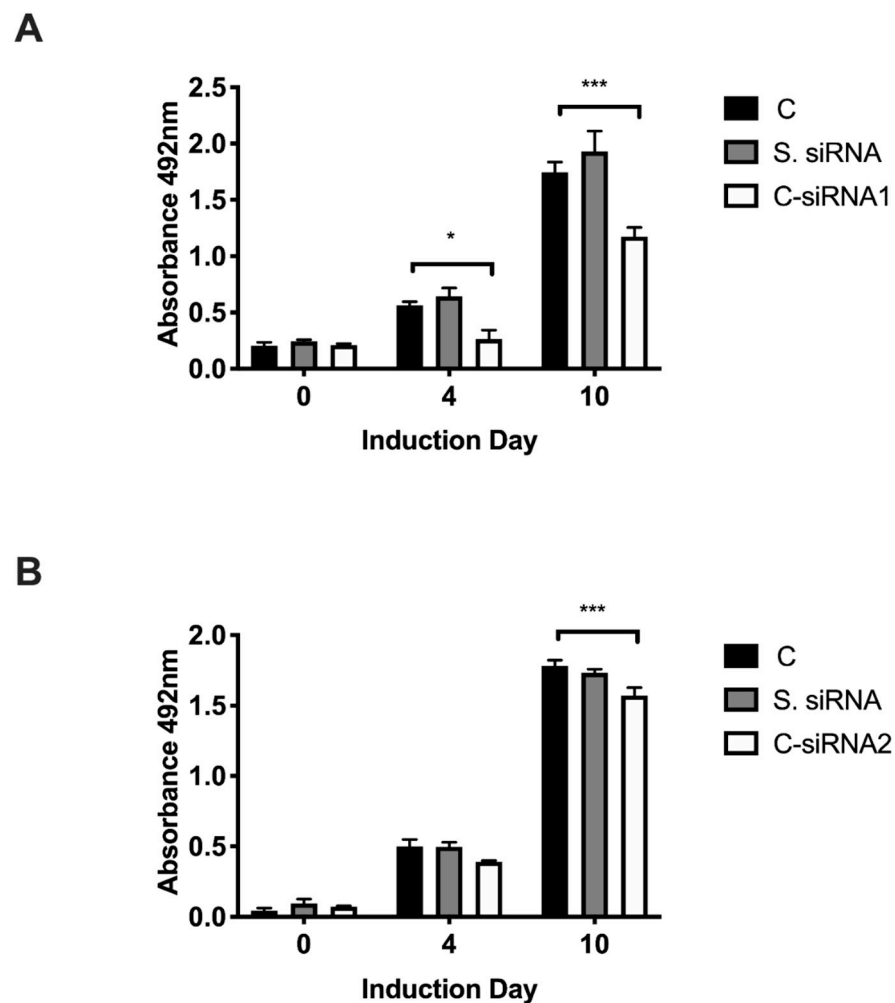 A
Absorbance 492nm
2.5
2.0
1.5
1.0
0.5
0.0
*
***
0
4
10
Induction Day
C
S. siRNA
C-siRNA1
B
Absorbance 492nm
2.0
1.5
1.0
0.5
0.0
***
0
4
10
Induction Day
C
S. siRNA
C-siRNA2